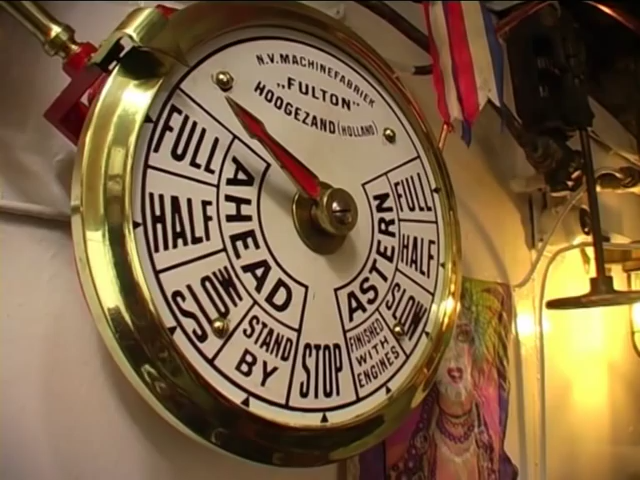 N.V. MACHINEFABRIEK
„FULTON"
HOOGEZAND (HOLLAND)
FULL
HALF
SLOW
AHEAD
STAND
BY
STOP
FINISHED
WITH
ENGINES
SLOW
HALF
FULL
ASTERN